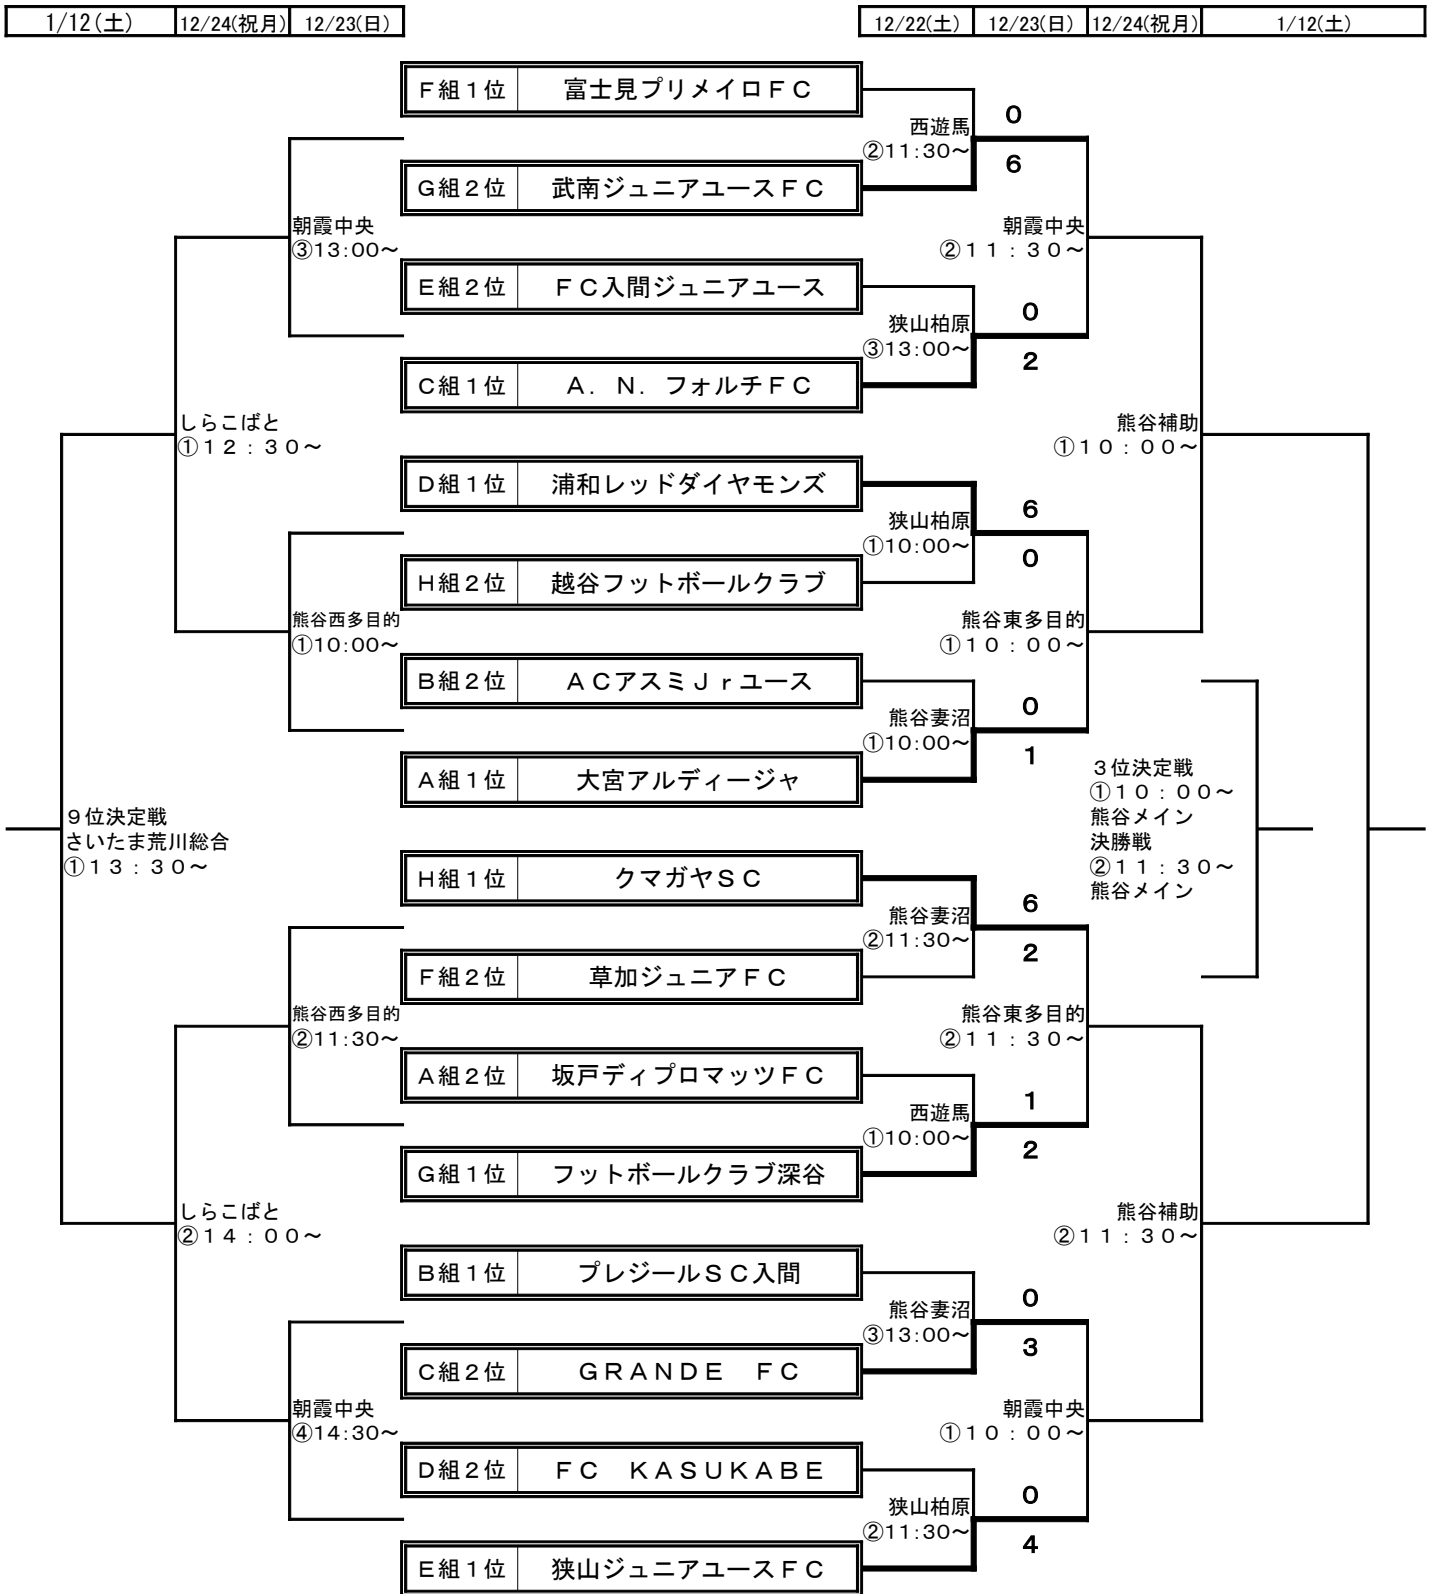 1/12(土) 12/24(祝月) 12/23(日) 12/22(土) 12/23(日) 12/24(祝月) 1/12(土)
F組1位 富士見プリメイロFC
0
西遊馬
②11:30~
6
G組2位 武南ジュニアユースFC
朝霞中央
③13:00~
朝霞中央
②11:30~
E組2位 FC入間ジュニアユース
0
狭山柏原
③13:00~
2
C組1位 A. N. フォルチFC
しらこばと
①12:30~
熊谷補助
①10:00~
D組1位 浦和レッドダイヤモンズ
6
狭山柏原
①10:00~
0
H組2位 越谷フットボールクラブ
熊谷西多目的
①10:00~
熊谷東多目的
①10:00~
B組2位 ACアスミJrユース
0
熊谷妻沼
①10:00~
1
A組1位 大宮アルディージャ
3位決定戦
①10:00~
熊谷メイン
決勝戦
②11:30~
熊谷メイン
9位決定戦
さいたま荒川総合
①13:30~
H組1位 クマガヤSC
6
熊谷妻沼
②11:30~
2
F組2位 草加ジュニアFC
熊谷西多目的
②11:30~
熊谷東多目的
②11:30~
A組2位 坂戸ディプロマッツFC
1
西遊馬
①10:00~
2
G組1位 フットボールクラブ深谷
しらこばと
②14:00~
熊谷補助
②11:30~
B組1位 プレジールSC入間
0
熊谷妻沼
③13:00~
3
C組2位 GRANDE FC
朝霞中央
④14:30~
朝霞中央
①10:00~
D組2位 FC KASUKABE
0
狭山柏原
②11:30~
4
E組1位 狭山ジュニアユースFC